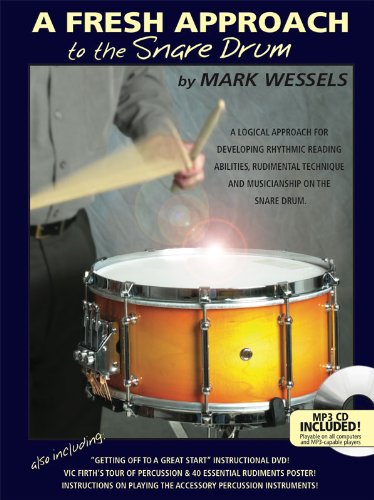 A FRESH APPROACH
to the Snare Drum
by MARK WESSELS
A LOGICAL APPROACH FOR
DEVELOPING RHYTHMIC READING
ABILITIES, RUDIMENTAL TECHNIQUE
AND MUSICIANSHIP ON THE
SNARE DRUM.
MP3 CD
INCLUDED!
Playable on all computers
and MP3-capable players
also including:
"GETTING OFF TO A GREAT START" INSTRUCTIONAL DVD!
VIC FIRTH'S TOUR OF PERCUSSION & 40 ESSENTIAL RUDIMENTS POSTER!
INSTRUCTIONS ON PLAYING THE ACCESSORY PERCUSSION INSTRUMENTS!